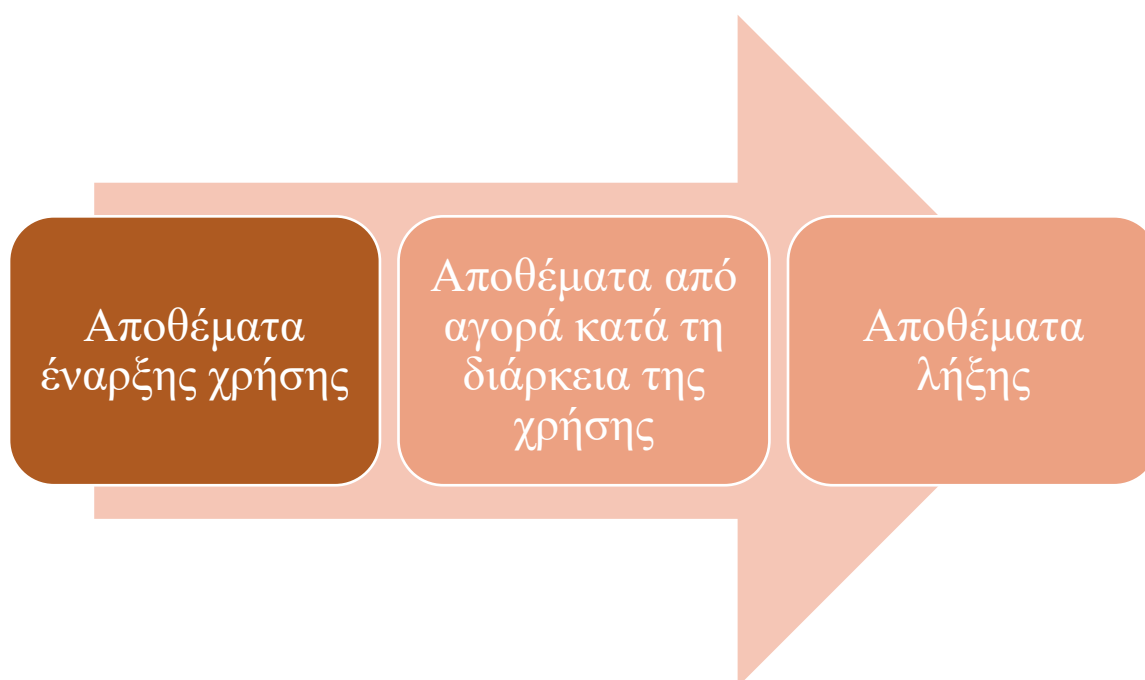 Αποθέματα
έναρξης χρήσης
Αποθέματα από
αγορά κατά τη
διάρκεια της
χρήσης
Αποθέματα
λήξης